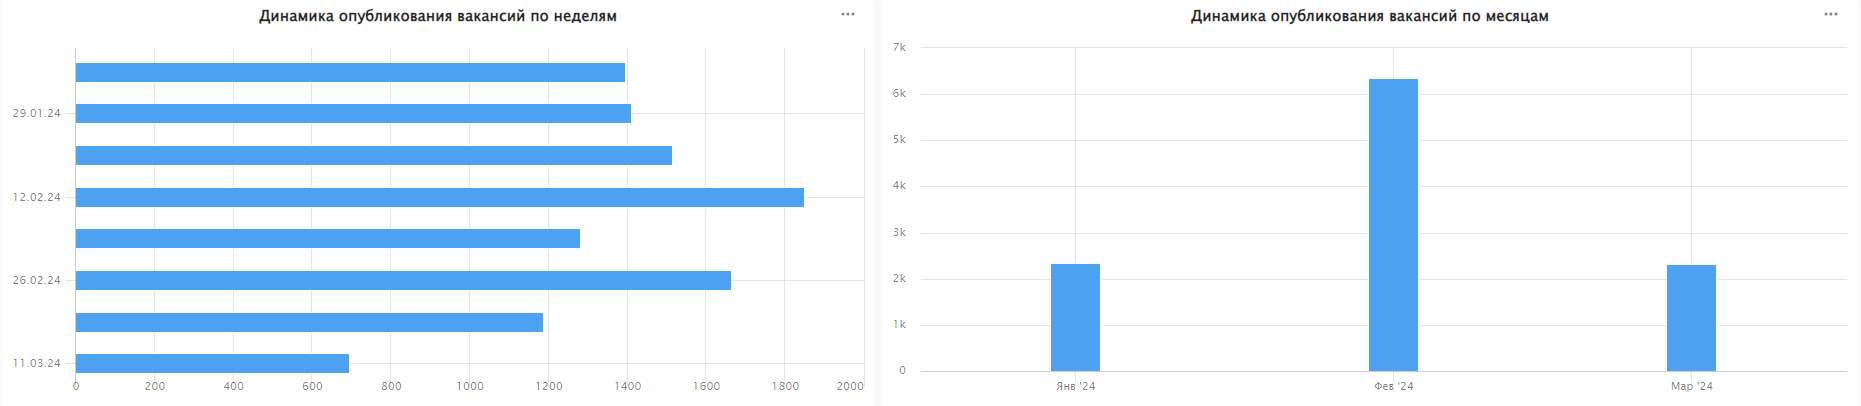 Динамика опубликования вакансий по неделям
29.01.24
12.02.24
26.02.24
11.03.24
0 200 400 600 800 1000 1200 1400 1600 1800 2000
Динамика опубликования вакансий по месяцам
7k
6k
5k
4k
3k
2k
1k
0
Янв '24 Фев '24 Мар '24